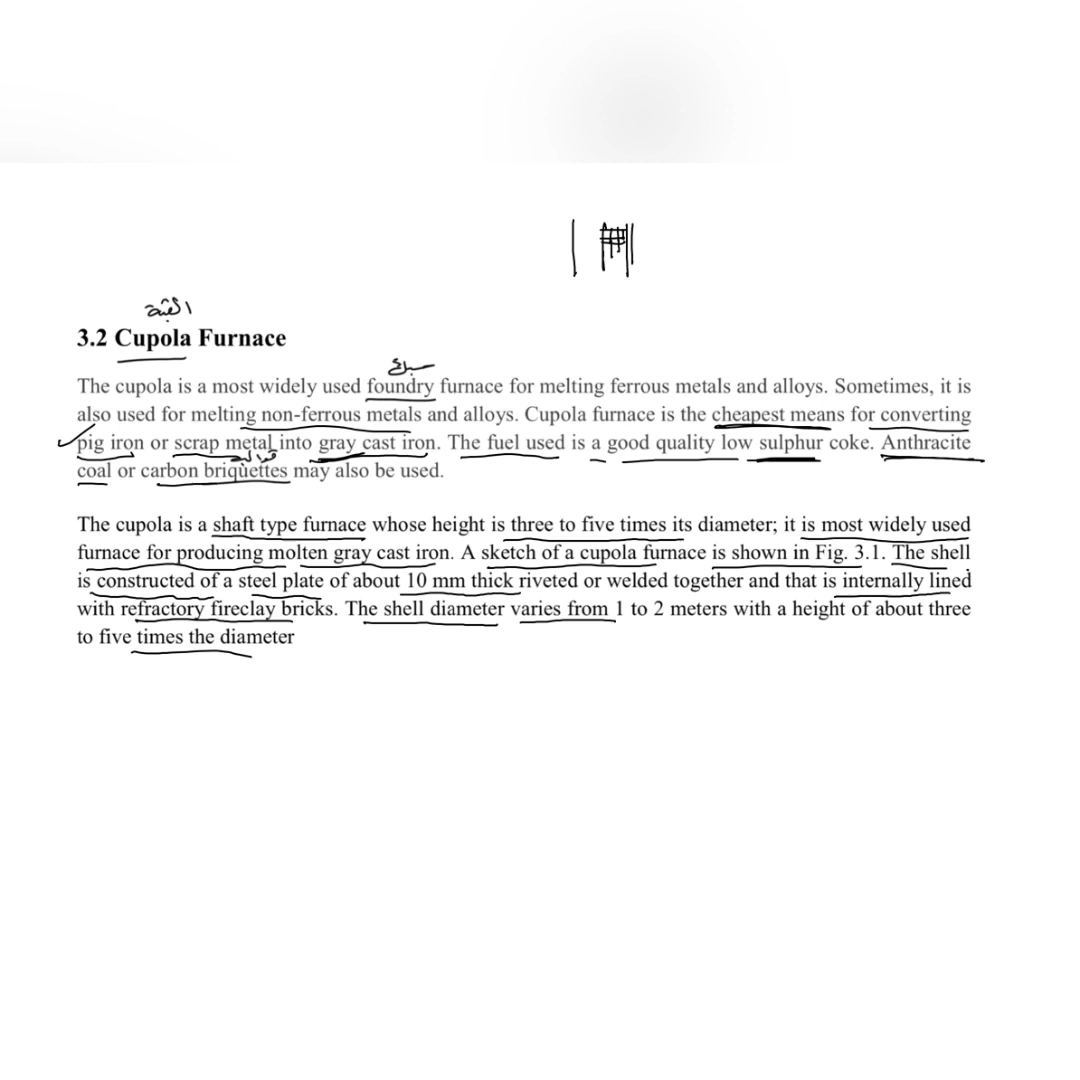 القبة
3.2 Cupola Furnace
سباكة
The cupola is a most widely used foundry furnace for melting ferrous metals and alloys. Sometimes, it is
also used for melting non-ferrous metals and alloys. Cupola furnace is the cheapest means for converting
pig iron or scrap metal into gray cast iron. The fuel used is a good quality low sulphur coke. Anthracite
coal or carbon briquettes may also be used.
The cupola is a shaft type furnace whose height is three to five times its diameter; it is most widely used
furnace for producing molten gray cast iron. A sketch of a cupola furnace is shown in Fig. 3.1. The shell
is constructed of a steel plate of about 10 mm thick riveted or welded together and that is internally lined
with refractory fireclay bricks. The shell diameter varies from 1 to 2 meters with a height of about three
to five times the diameter